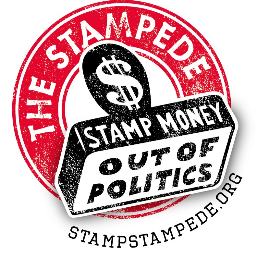 THE STAMPEDE
$
STAMP MONEY
OUT OF
POLITICS
STAMPSTAMPEDE.ORG